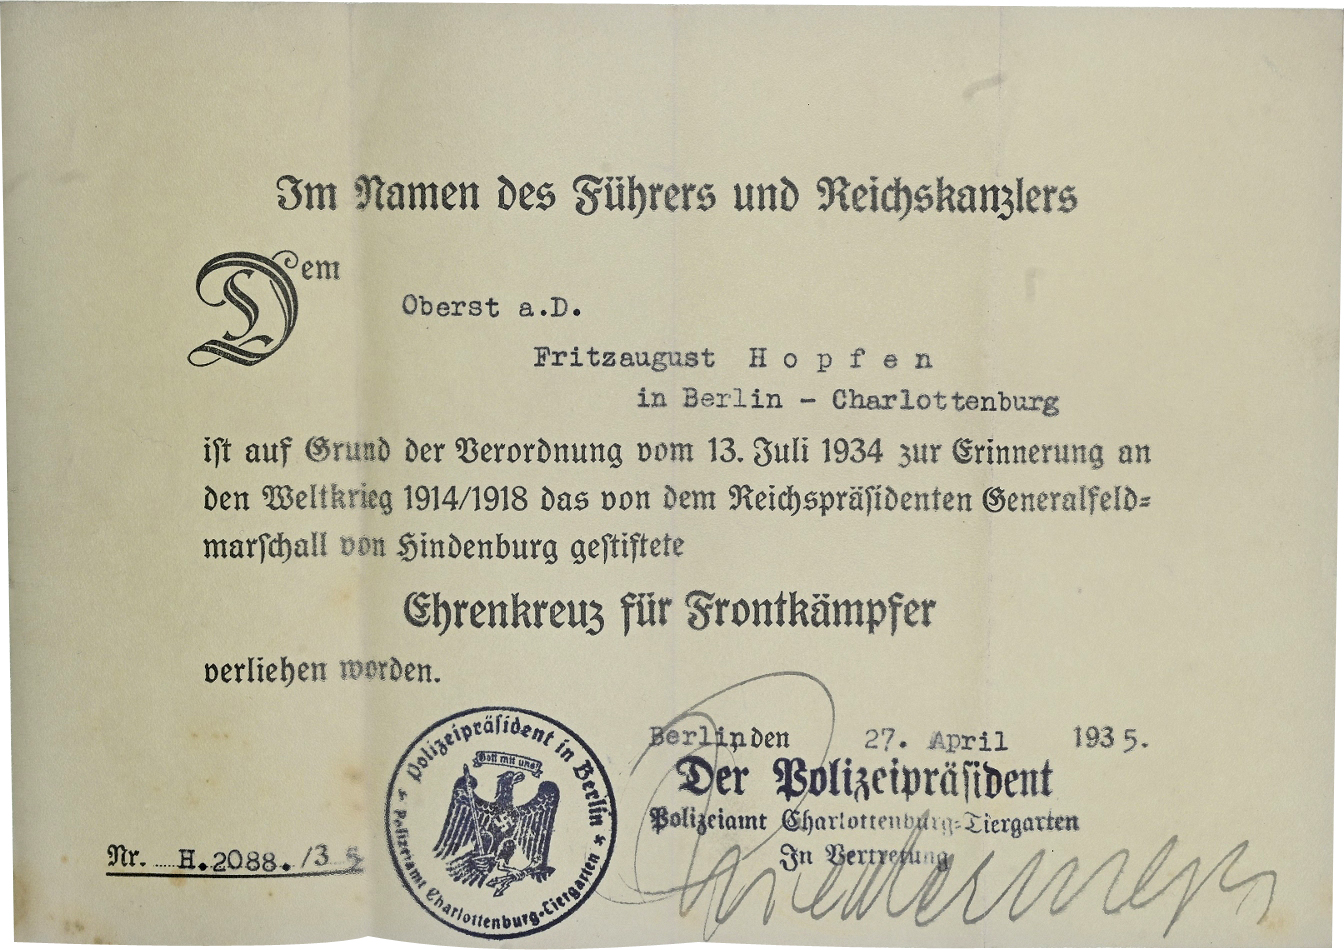 Im Namen des Führers und Reichskanzlers
Dem
Oberst a.D.
Fritzaugust Hopfen
in Berlin - Charlottenburg
ist auf Grund der Verordnung vom 13. Juli 1934 zur Erinnerung an
den Weltkrieg 1914/1918 das von dem Reichspräsidenten Generalfeld-
marschall von Hindenburg gestiftete
Ehrenkreuz für Frontkämpfer
verliehen worden.
Berlin, den 27. April 1935.
Der Polizeipräsident
Polizeiamt Charlottenburg-Tiergarten
In Vertretung
Polizeipräsident in Berlin
Gott mit uns
Polizeiamt Charlottenburg-Tiergarten
Nr. H.2088./35